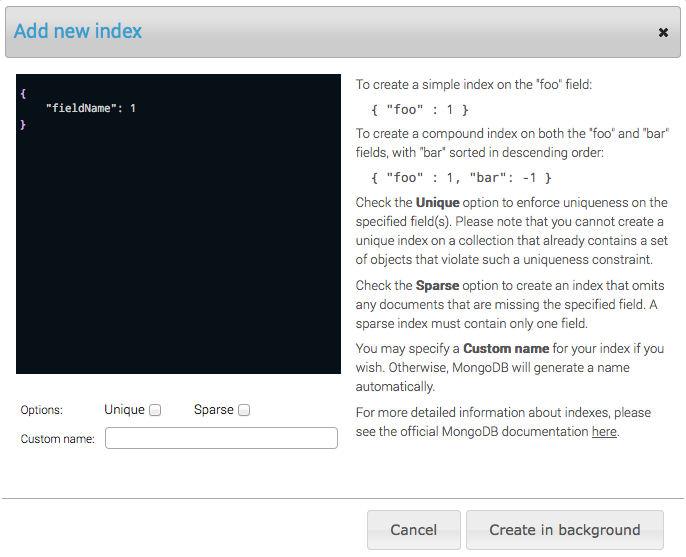 Add new index
{
"fieldName": 1
}
To create a simple index on the "foo" field:
{ "foo" : 1 }
To create a compound index on both the "foo" and "bar"
fields, with "bar" sorted in descending order:
{ "foo" : 1, "bar": -1 }
Check the Unique option to enforce uniqueness on the
specified field(s). Please note that you cannot create a
unique index on a collection that already contains a set
of objects that violate such a uniqueness constraint.
Check the Sparse option to create an index that omits
any documents that are missing the specified field. A
sparse index must contain only one field.
You may specify a Custom name for your index if you
wish. Otherwise, MongoDB will generate a name
automatically.
For more detailed information about indexes, please
see the official MongoDB documentation here.
Options: Unique Sparse
Custom name:
Cancel Create in background